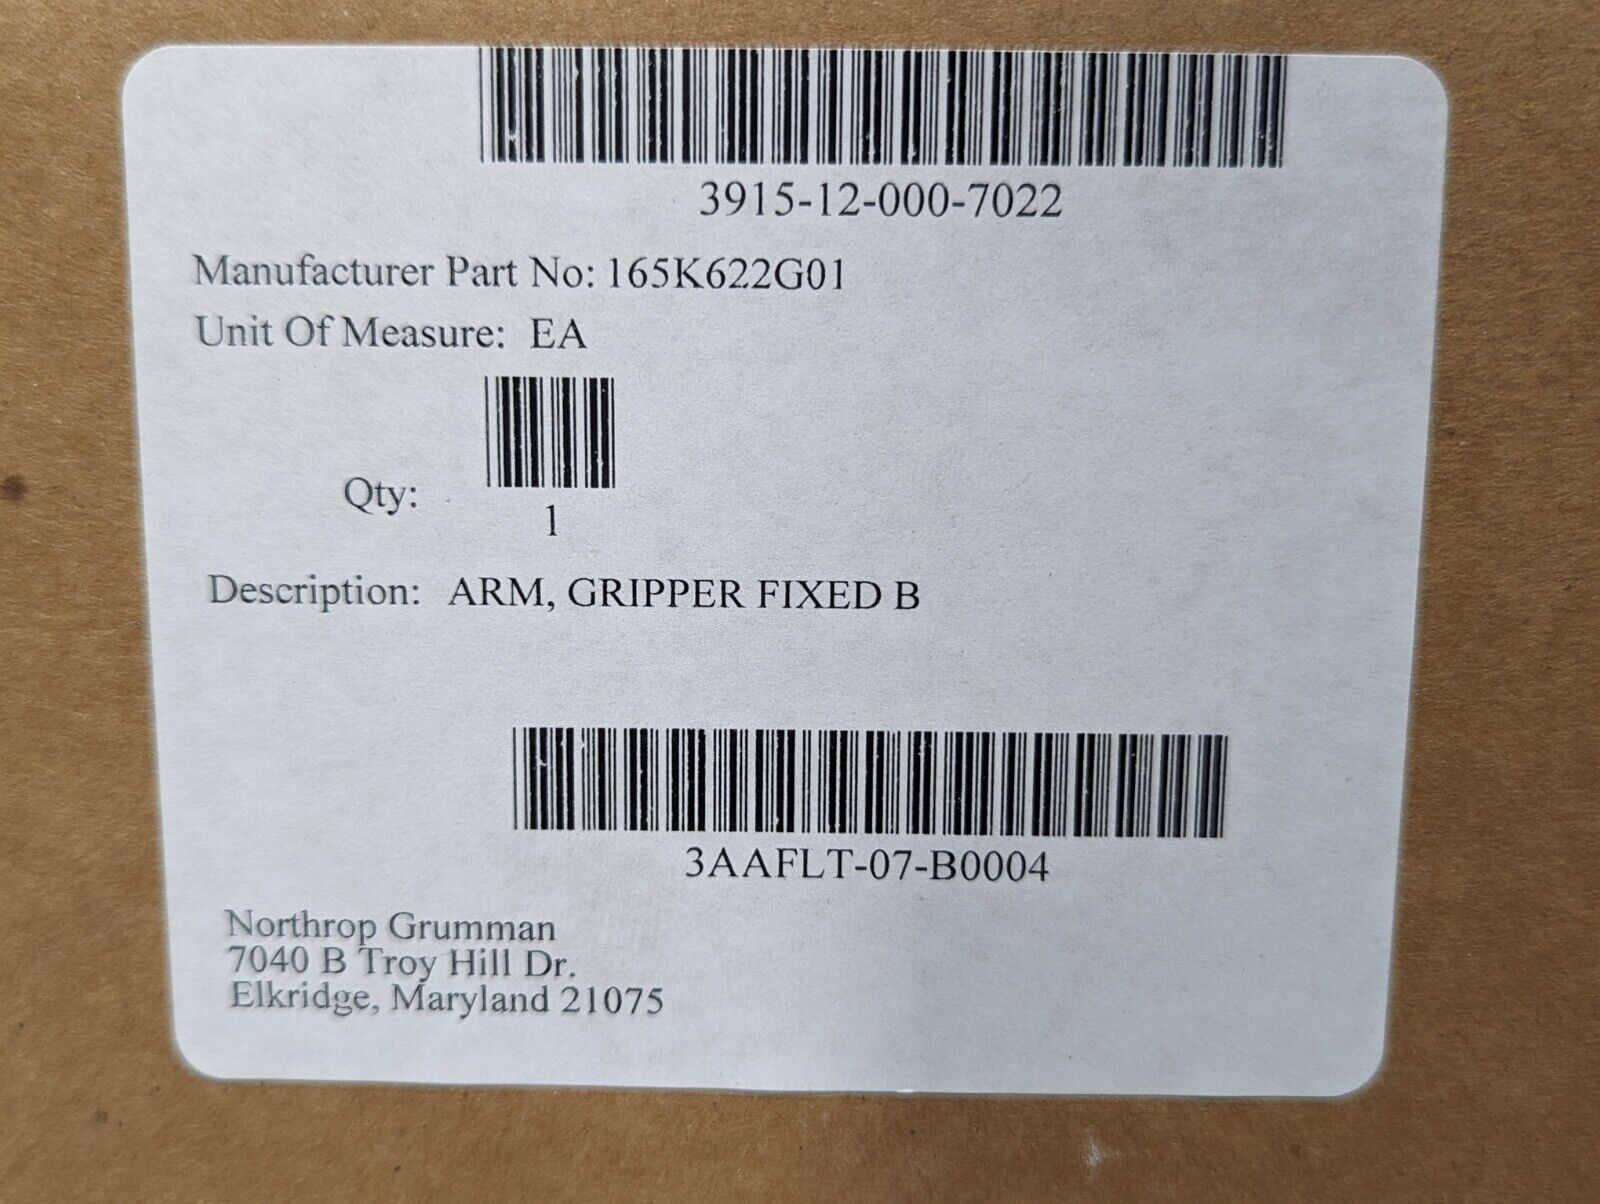 3915-12-000-7022
Manufacturer Part No: 165K622G01
Unit Of Measure: EA
Qty:
1
Description: ARM, GRIPPER FIXED B
3AAFLT-07-B0004
Northrop Grumman
7040 B Troy Hill Dr.
Elkridge, Maryland 21075